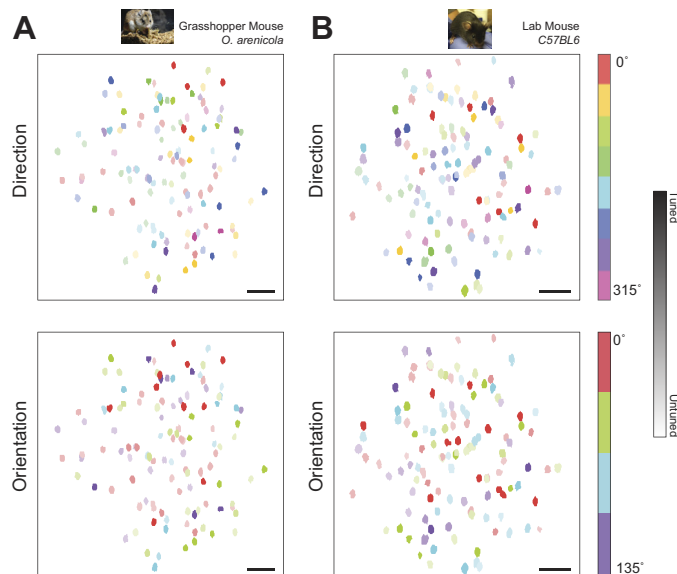 A
Grasshopper Mouse
O. arenicola
B
Lab Mouse
C57BL6
Direction
Direction
0°
315°
Tuned
Untuned
Orientation
Orientation
0°
135°